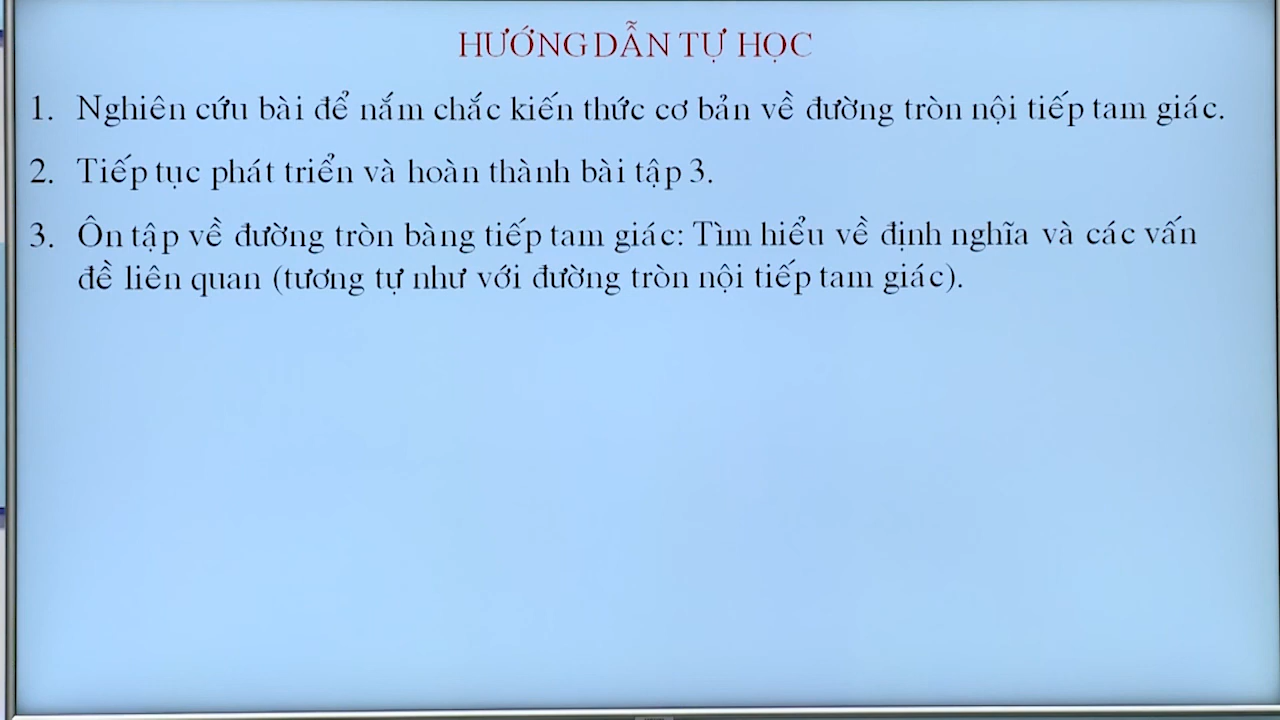 HƯỚNG DẪN TỰ HỌC
1. Nghiên cứu bài để nắm chắc kiến thức cơ bản về đường tròn nội tiếp tam giác.
2. Tiếp tục phát triển và hoàn thành bài tập 3.
3. Ôn tập về đường tròn bàng tiếp tam giác: Tìm hiểu về định nghĩa và các vấn
đề liên quan (tương tự như với đường tròn nội tiếp tam giác).